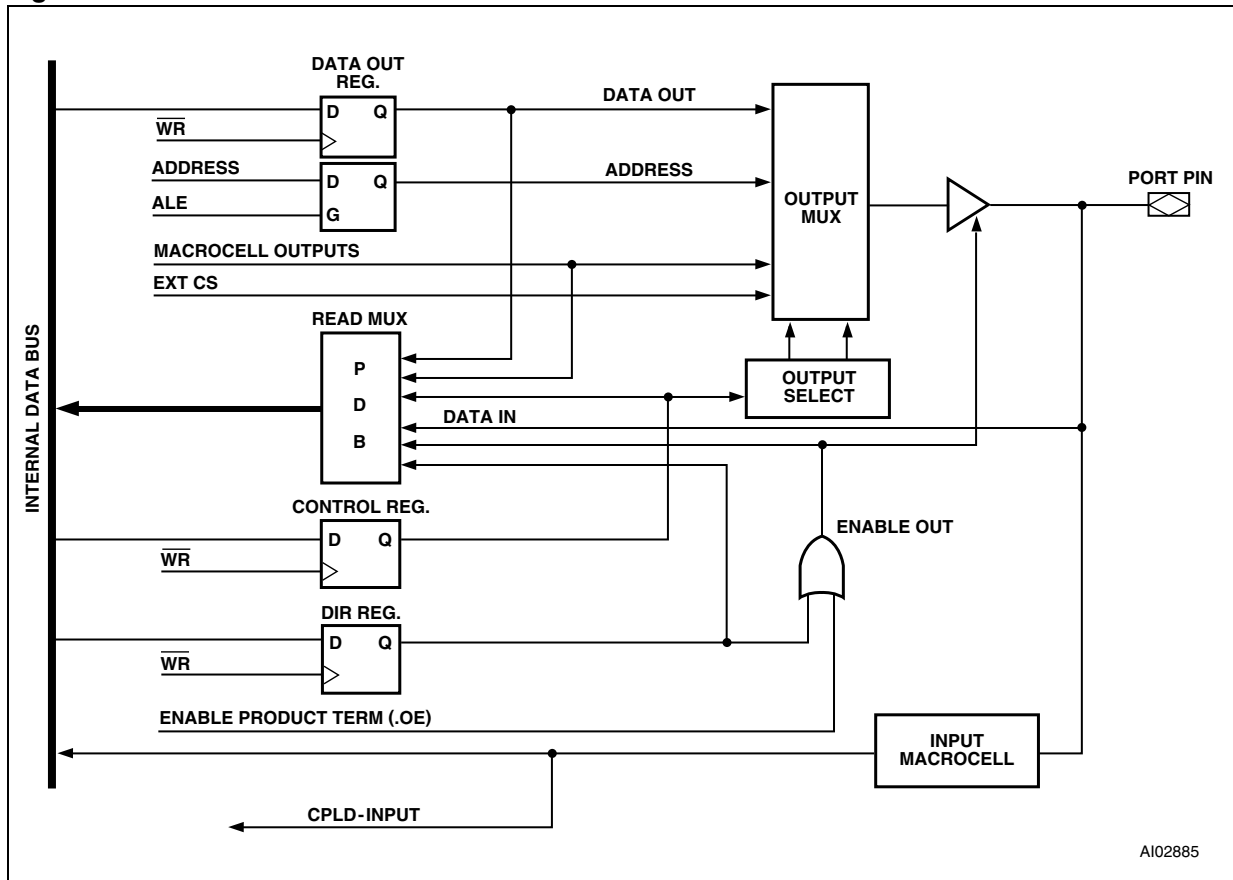 DATA OUT
REG.
D Q
WR
DATA OUT
ADDRESS
ALE
D Q
G
ADDRESS
OUTPUT
MUX
PORT PIN
MACROCELL OUTPUTS
EXT CS
READ MUX
P
D
B
OUTPUT
SELECT
DATA IN
INTERNAL DATA BUS
CONTROL REG.
D Q
WR
ENABLE OUT
DIR REG.
D Q
WR
ENABLE PRODUCT TERM (.OE)
INPUT
MACROCELL
CPLD-INPUT
AI02885